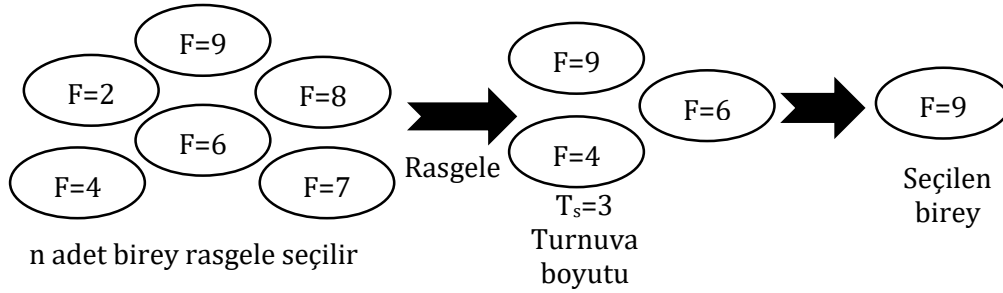 F=9
F=2
F=8
F=6
F=4
F=7
n adet birey rasgele seçilir
Rasgele
F=9
F=6
F=4
Tₛ=3
Turnuva
boyutu
F=9
Seçilen
birey